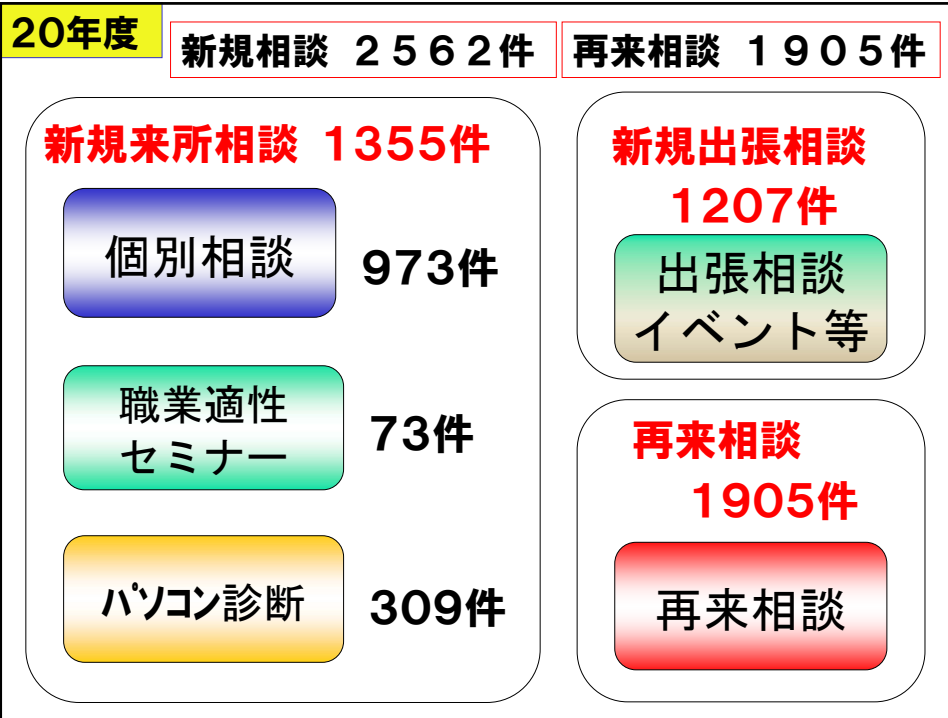 20年度
新規相談 ２５６２件
再来相談 １９０５件
新規来所相談 1355件
個別相談
973件
職業適性
セミナー
73件
パソコン診断
309件
新規出張相談
1207件
出張相談
イベント等
再来相談
1905件
再来相談